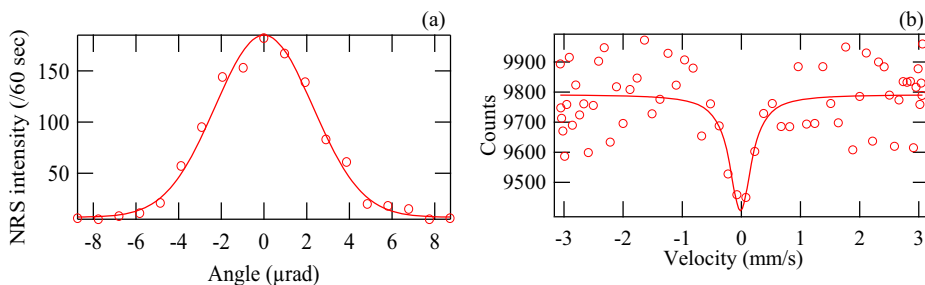 (a)
NRS intensity (/60 sec)
150
100
50
-8 -6 -4 -2 0 2 4 6 8
Angle (μrad)
(b)
Counts
9900
9800
9700
9600
9500
-3 -2 -1 0 1 2 3
Velocity (mm/s)